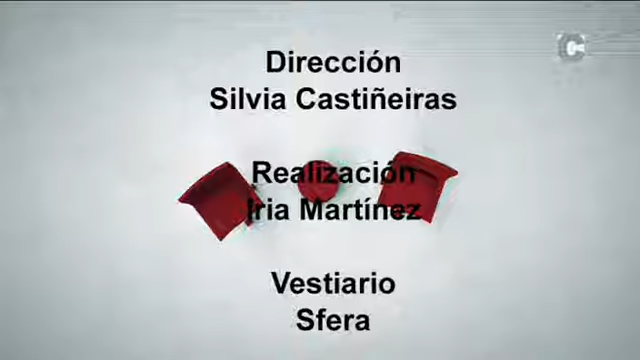 Dirección
Silvia Castiñeiras
Realización
Iria Martínez
Vestiario
Sfera